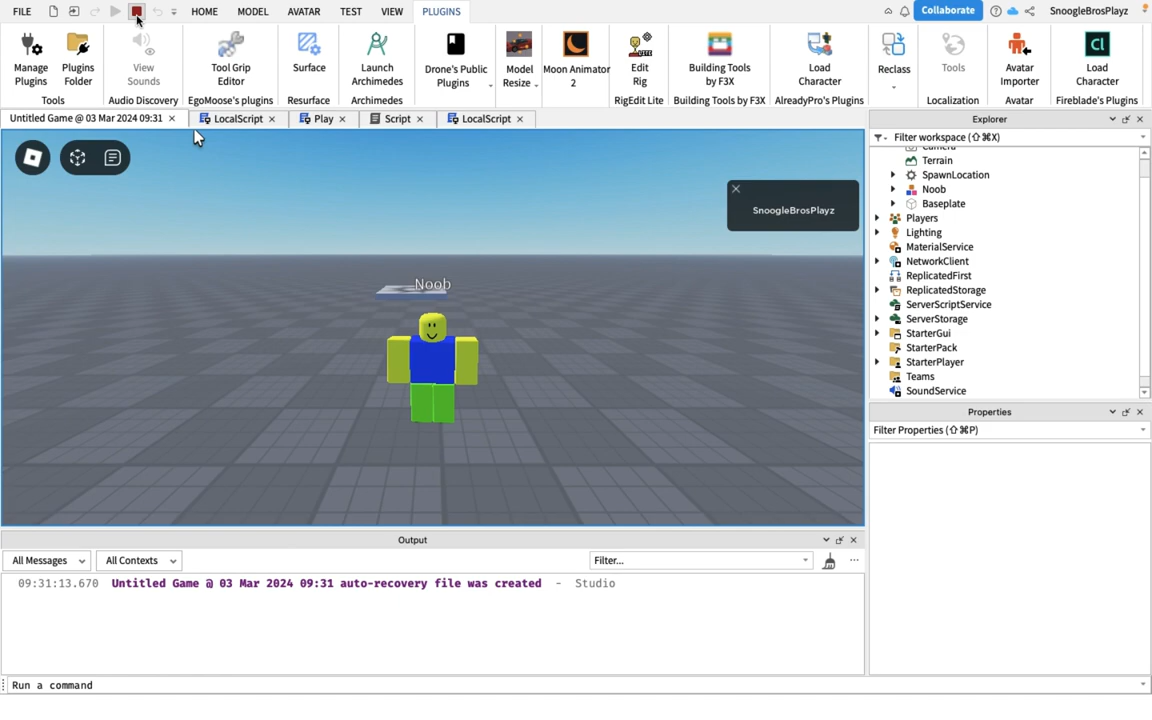 FILE HOME MODEL AVATAR TEST VIEW PLUGINS Collaborate SnoogleBrosPlayz
Manage Plugins
Plugins Folder
Tools
View Sounds
Audio Discovery
Tool Grip Editor
EgoMoose's plugins
Surface
Resurface
Launch Archimedes
Archimedes
Drone's Public Plugins
Model Resize
Moon Animator 2
Edit Rig
RigEdit Lite
Building Tools by F3X
Building Tools by F3X
Load Character
AlreadyPro's Plugins
Reclass
Tools
Localization
Avatar Importer
Avatar
Cl
Load Character
Fireblade's Plugins
Untitled Game @ 03 Mar 2024 09:31 LocalScript Play Script LocalScript
SnoogleBrosPlayz
Noob
Explorer
Filter workspace (⇧⌘X)
Camera
Terrain
SpawnLocation
Noob
Baseplate
Players
Lighting
MaterialService
NetworkClient
ReplicatedFirst
ReplicatedStorage
ServerScriptService
ServerStorage
StarterGui
StarterPack
StarterPlayer
Teams
SoundService
Properties
Filter Properties (⇧⌘P)
Output
All Messages All Contexts Filter...
09:31:13.670 Untitled Game @ 03 Mar 2024 09:31 auto-recovery file was created - Studio
Run a command